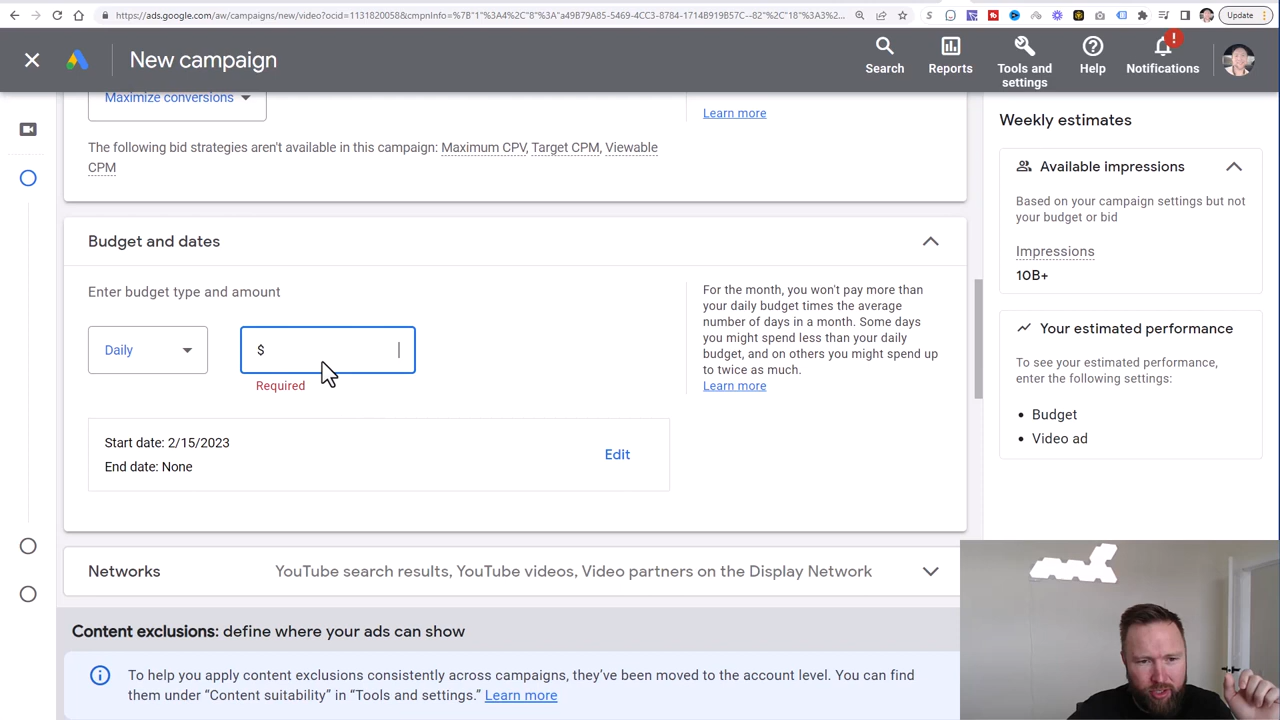 ads.google.com/aw/campaigns/new/video?ocid=1131820058&cmpnInfo=%7B"1"%3A4%2C"8"%3A"a49B79A85-5469-4CC3-8784-1714B919B57C--82"%2C"18"%3A3%2...
Update
New campaign
Search
Reports
Tools and
settings
Help
Notifications
!
Maximize conversions
Learn more
The following bid strategies aren't available in this campaign: Maximum CPV, Target CPM, Viewable
CPM
Budget and dates
Enter budget type and amount
Daily
$
Required
For the month, you won't pay more than
your daily budget times the average
number of days in a month. Some days
you might spend less than your daily
budget, and on others you might spend up
to twice as much.
Learn more
Start date: 2/15/2023
End date: None
Edit
Networks
YouTube search results, YouTube videos, Video partners on the Display Network
Content exclusions: define where your ads can show
To help you apply content exclusions consistently across campaigns, they've been moved to the account level. You can find
them under “Content suitability” in “Tools and settings.” Learn more
Weekly estimates
Available impressions
Based on your campaign settings but not
your budget or bid
Impressions
10B+
Your estimated performance
To see your estimated performance,
enter the following settings:
• Budget
• Video ad